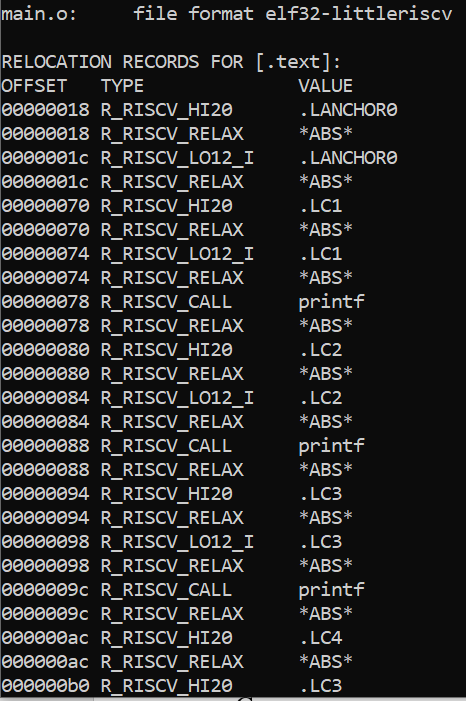 main.o:     file format elf32-littleriscv

RELOCATION RECORDS FOR [.text]:
OFFSET   TYPE              VALUE
00000018 R_RISCV_HI20      .LANCHOR0
00000018 R_RISCV_RELAX     *ABS*
0000001c R_RISCV_LO12_I    .LANCHOR0
0000001c R_RISCV_RELAX     *ABS*
00000070 R_RISCV_HI20      .LC1
00000070 R_RISCV_RELAX     *ABS*
00000074 R_RISCV_LO12_I    .LC1
00000074 R_RISCV_RELAX     *ABS*
00000078 R_RISCV_CALL      printf
00000078 R_RISCV_RELAX     *ABS*
00000080 R_RISCV_HI20      .LC2
00000080 R_RISCV_RELAX     *ABS*
00000084 R_RISCV_LO12_I    .LC2
00000084 R_RISCV_RELAX     *ABS*
00000088 R_RISCV_CALL      printf
00000088 R_RISCV_RELAX     *ABS*
00000094 R_RISCV_HI20      .LC3
00000094 R_RISCV_RELAX     *ABS*
00000098 R_RISCV_LO12_I    .LC3
00000098 R_RISCV_RELAX     *ABS*
0000009c R_RISCV_CALL      printf
0000009c R_RISCV_RELAX     *ABS*
000000ac R_RISCV_HI20      .LC4
000000ac R_RISCV_RELAX     *ABS*
000000b0 R_RISCV_HI20      .LC3